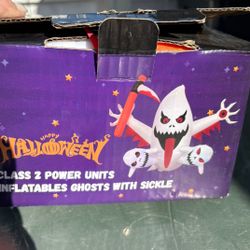 HAPPY
HALLOWEEN
CLASS 2 POWER UNITS
INFLATABLES GHOSTS WITH SICKLE